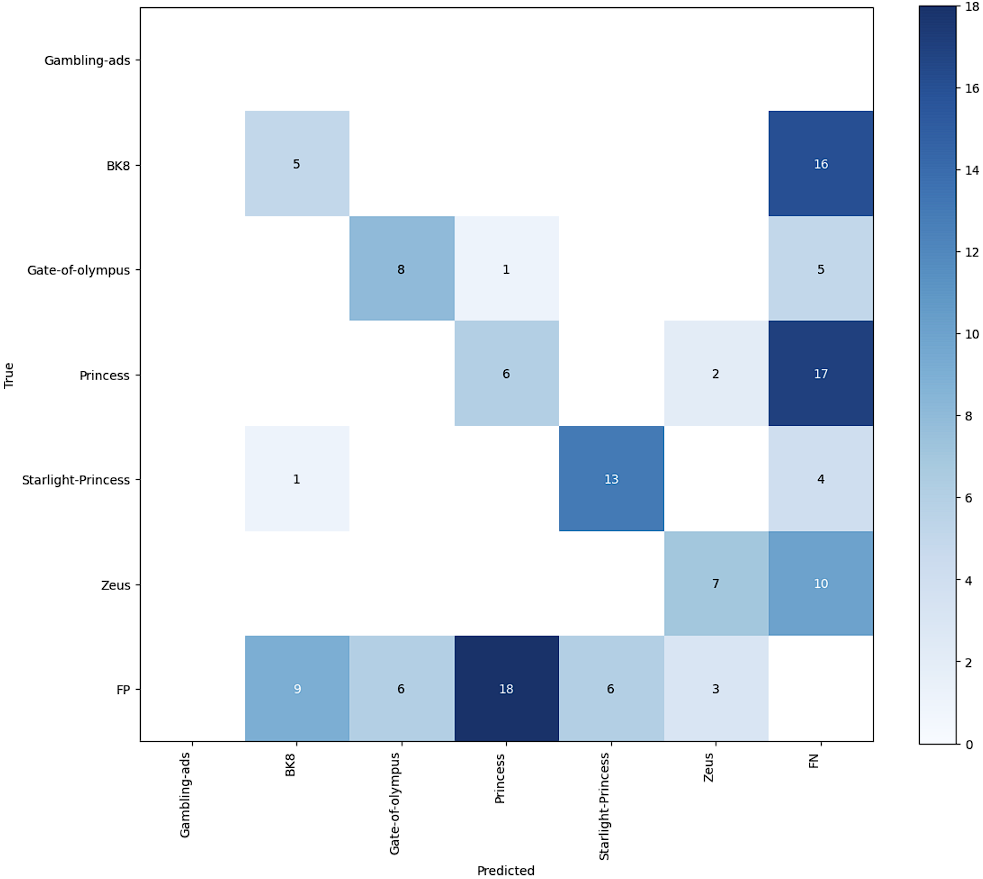 18
Gambling-ads
16
BK8
5
16
14
12
Gate-of-olympus
8
1
5
10
True
Princess
6
2
17
8
Starlight-Princess
1
13
4
6
Zeus
7
10
4
FP
9
6
18
6
3
2
0
Gambling-ads
BK8
Gate-of-olympus
Princess
Starlight-Princess
Zeus
FN
Predicted